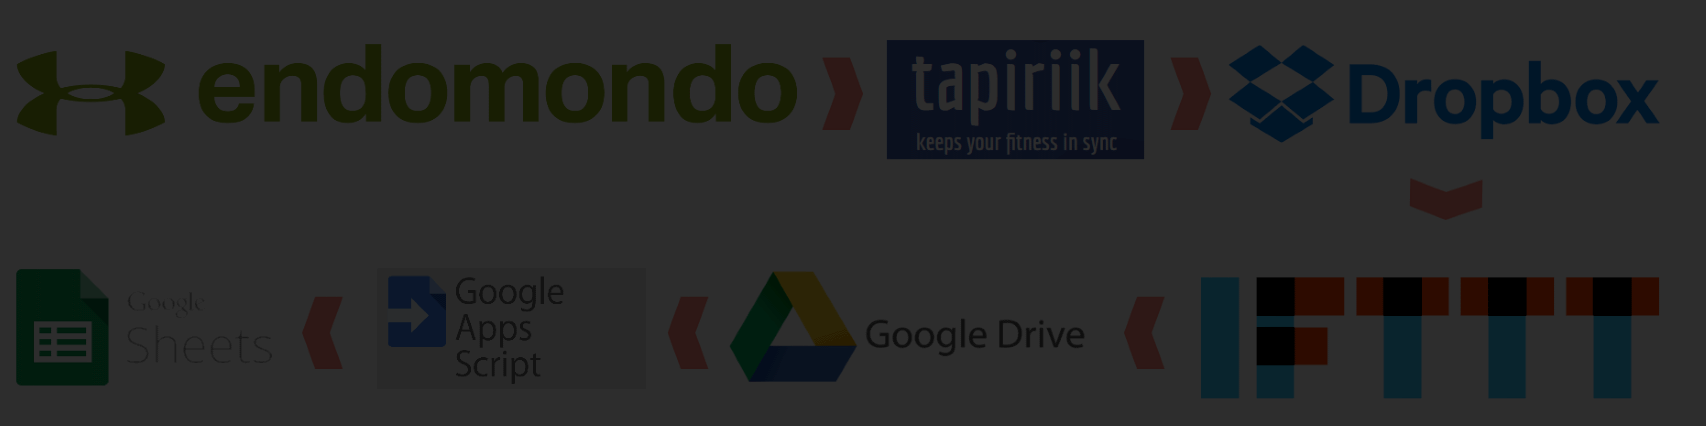 endomondo
tapiriik
keeps your fitness in sync
Dropbox
Google
Sheets
Google
Apps
Script
Google Drive
IFTTT